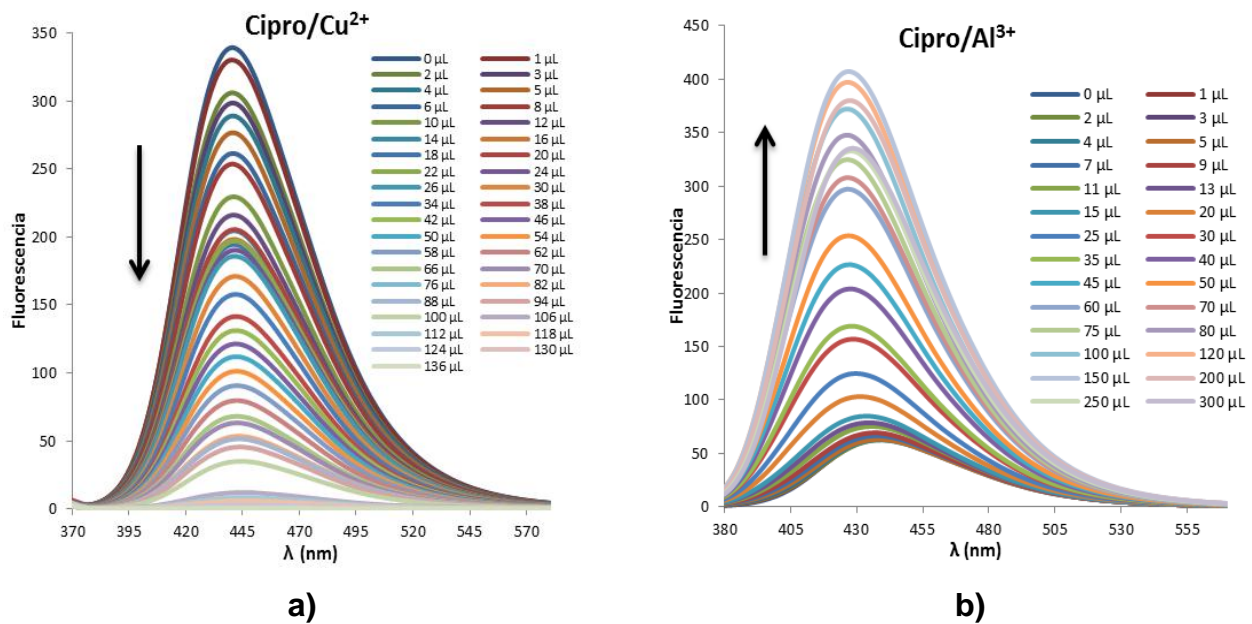 Cipro/Cu²⁺
350
300
250
200
150
100
50
0
Fluorescencia
370 395 420 445 470 495 520 545 570
λ (nm)
0 µL 1 µL
2 µL 3 µL
4 µL 5 µL
6 µL 8 µL
10 µL 12 µL
14 µL 16 µL
18 µL 20 µL
22 µL 24 µL
26 µL 30 µL
34 µL 38 µL
42 µL 46 µL
50 µL 54 µL
58 µL 62 µL
66 µL 70 µL
76 µL 82 µL
88 µL 94 µL
100 µL 106 µL
112 µL 118 µL
124 µL 130 µL
136 µL
a)
Cipro/Al³⁺
450
400
350
300
250
200
150
100
50
0
Fluorescencia
380 405 430 455 480 505 530 555
λ (nm)
0 µL 1 µL
2 µL 3 µL
4 µL 5 µL
7 µL 9 µL
11 µL 13 µL
15 µL 20 µL
25 µL 30 µL
35 µL 40 µL
45 µL 50 µL
60 µL 70 µL
75 µL 80 µL
100 µL 120 µL
150 µL 200 µL
250 µL 300 µL
b)